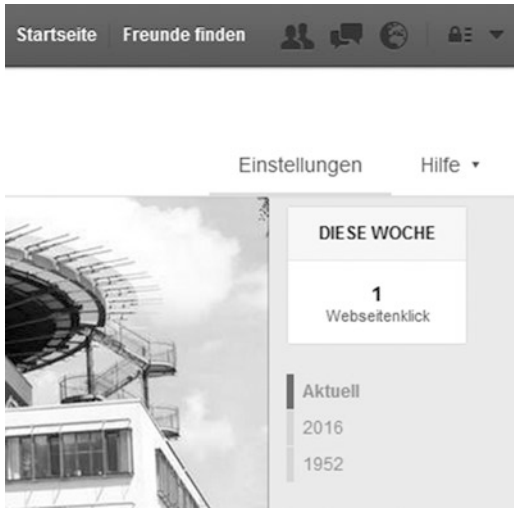 Startseite Freunde finden
Einstellungen Hilfe
DIESE WOCHE
1
Webseitenklick
Aktuell
2016
1952